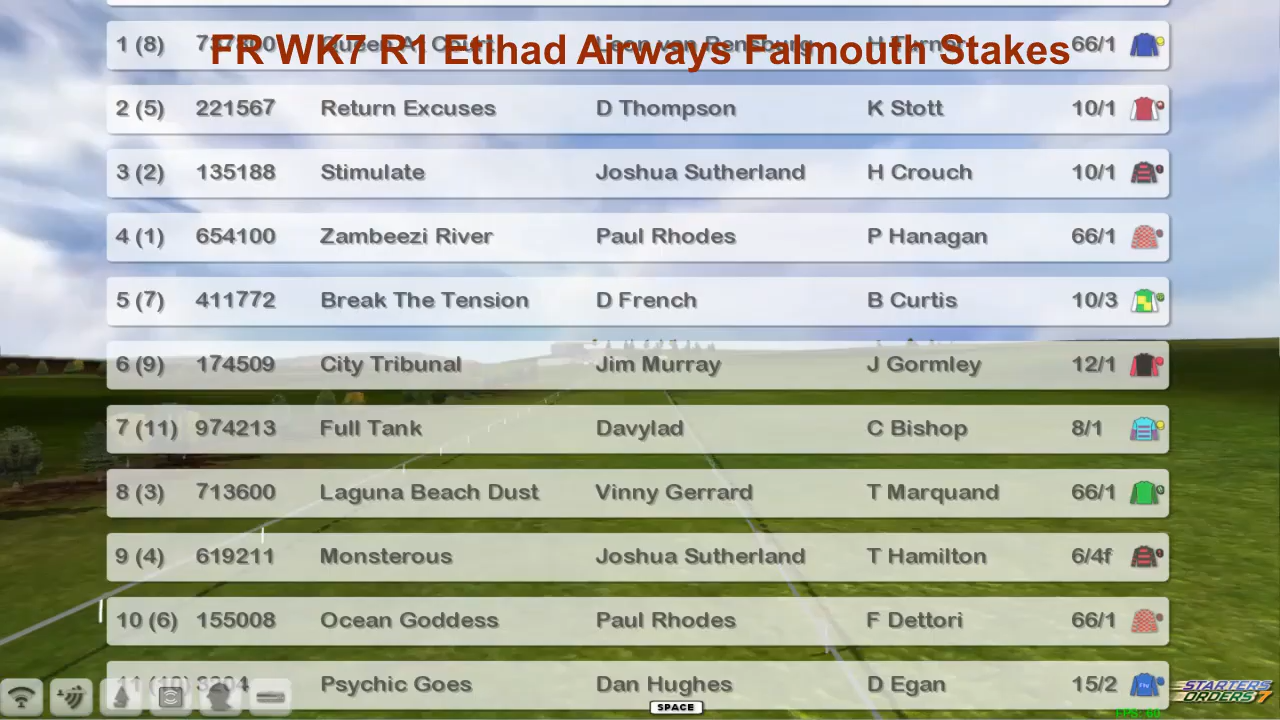 FR WK7 R1 Etihad Airways Falmouth Stakes
1 (8) 66/1
2 (5) 221567 Return Excuses D Thompson K Stott 10/1
3 (2) 135188 Stimulate Joshua Sutherland H Crouch 10/1
4 (1) 654100 Zambeezi River Paul Rhodes P Hanagan 66/1
5 (7) 411772 Break The Tension D French B Curtis 10/3
6 (9) 174509 City Tribunal Jim Murray J Gormley 12/1
7 (11) 974213 Full Tank Davylad C Bishop 8/1
8 (3) 713600 Laguna Beach Dust Vinny Gerrard T Marquand 66/1
9 (4) 619211 Monsterous Joshua Sutherland T Hamilton 6/4f
10 (6) 155008 Ocean Goddess Paul Rhodes F Dettori 66/1
11 (10) 3304 Psychic Goes Dan Hughes D Egan 15/2
SPACE
STARTERS ORDERS 7
FPS: 60